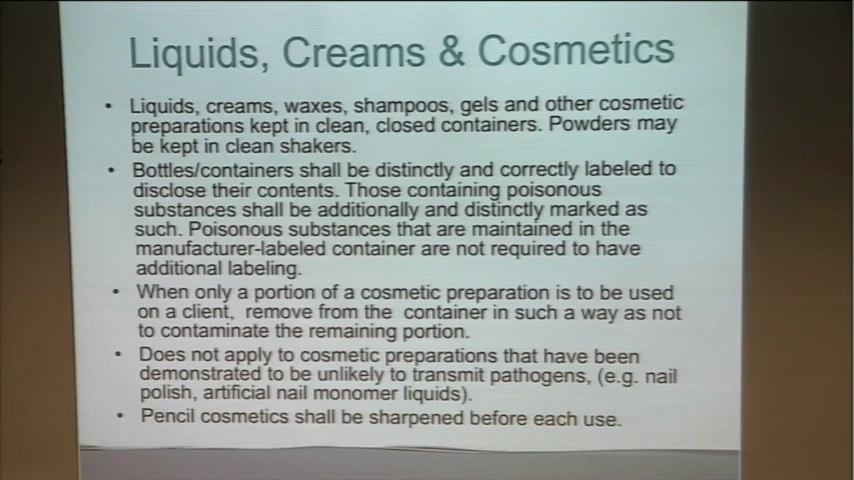 Liquids, Creams & Cosmetics
• Liquids, creams, waxes, shampoos, gels and other cosmetic
preparations kept in clean, closed containers. Powders may
be kept in clean shakers.
• Bottles/containers shall be distinctly and correctly labeled to
disclose their contents. Those containing poisonous
substances shall be additionally and distinctly marked as
such. Poisonous substances that are maintained in the
manufacturer-labeled container are not required to have
additional labeling.
• When only a portion of a cosmetic preparation is to be used
on a client, remove from the container in such a way as not
to contaminate the remaining portion.
• Does not apply to cosmetic preparations that have been
demonstrated to be unlikely to transmit pathogens, (e.g. nail
polish, artificial nail monomer liquids).
• Pencil cosmetics shall be sharpened before each use.